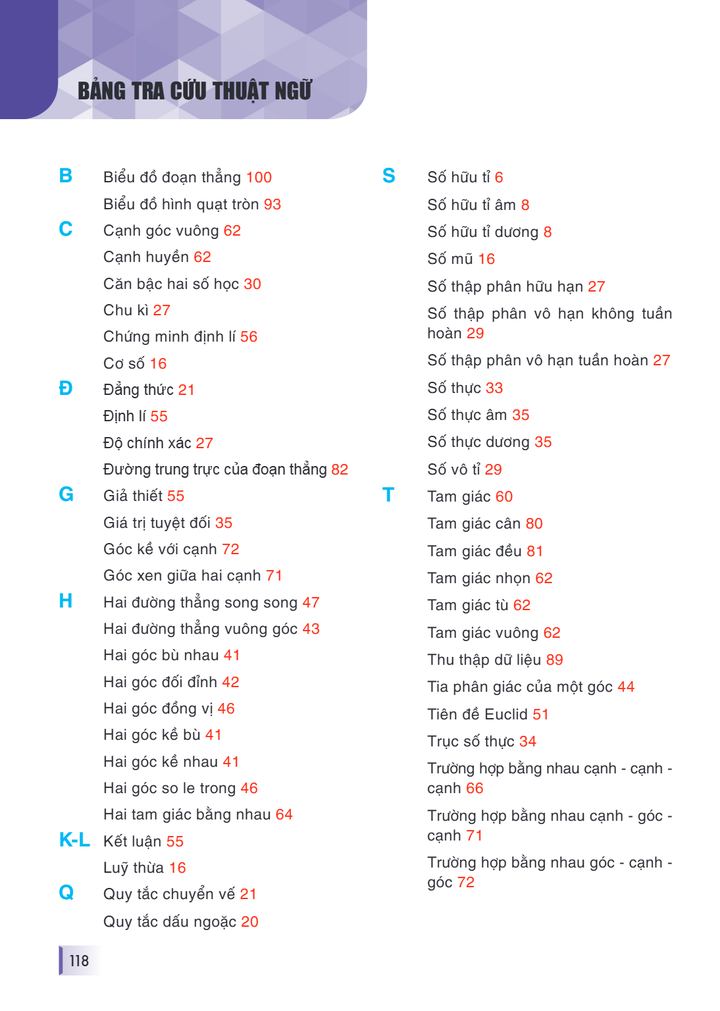 BẢNG TRA CỨU THUẬT NGỮ
B Biểu đồ đoạn thẳng 100
Biểu đồ hình quạt tròn 93
C Cạnh góc vuông 62
Cạnh huyền 62
Căn bậc hai số học 30
Chu kì 27
Chứng minh định lí 56
Cơ số 16
Đ Đẳng thức 21
Định lí 55
Độ chính xác 27
Đường trung trực của đoạn thẳng 82
G Giả thiết 55
Giá trị tuyệt đối 35
Góc kề với cạnh 72
Góc xen giữa hai cạnh 71
H Hai đường thẳng song song 47
Hai đường thẳng vuông góc 43
Hai góc bù nhau 41
Hai góc đối đỉnh 42
Hai góc đồng vị 46
Hai góc kề bù 41
Hai góc kề nhau 41
Hai góc so le trong 46
Hai tam giác bằng nhau 64
K-L Kết luận 55
Luỹ thừa 16
Q Quy tắc chuyển vế 21
Quy tắc dấu ngoặc 20
S Số hữu tỉ 6
Số hữu tỉ âm 8
Số hữu tỉ dương 8
Số mũ 16
Số thập phân hữu hạn 27
Số thập phân vô hạn không tuần
hoàn 29
Số thập phân vô hạn tuần hoàn 27
Số thực 33
Số thực âm 35
Số thực dương 35
Số vô tỉ 29
T Tam giác 60
Tam giác cân 80
Tam giác đều 81
Tam giác nhọn 62
Tam giác tù 62
Tam giác vuông 62
Thu thập dữ liệu 89
Tia phân giác của một góc 44
Tiên đề Euclid 51
Trục số thực 34
Trường hợp bằng nhau cạnh - cạnh -
cạnh 66
Trường hợp bằng nhau cạnh - góc -
cạnh 71
Trường hợp bằng nhau góc - cạnh -
góc 72
118